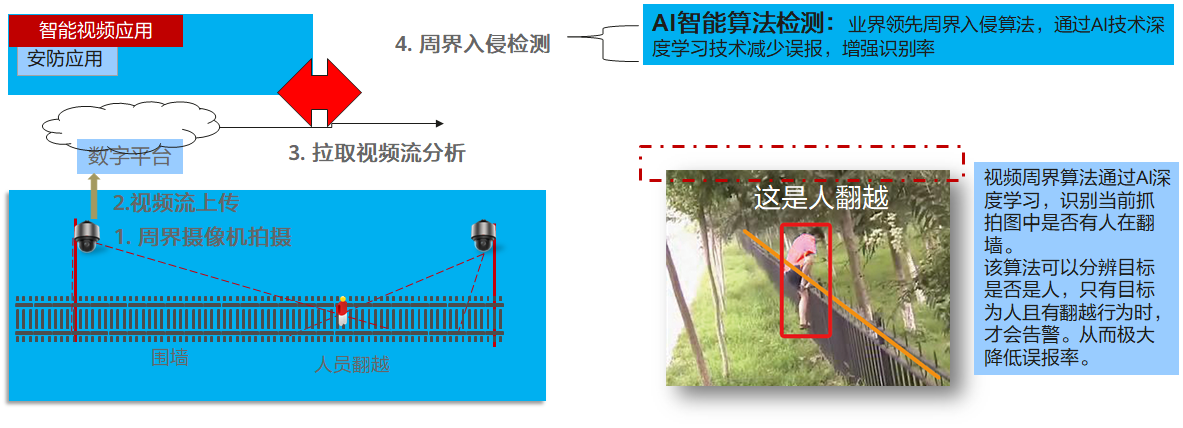 智能视频应用
安防应用
数字平台
2.视频流上传
1. 周界摄像机拍摄
围墙
人员翻越
3. 拉取视频流分析
4. 周界入侵检测
AI智能算法检测：业界领先周界入侵算法，通过AI技术深
度学习技术减少误报，增强识别率
这是人翻越
视频周界算法通过AI深
度学习，识别当前抓
拍图中是否有人在翻
墙。
该算法可以分辨目标
是否是人，只有目标
为人且有翻越行为时，
才会告警。从而极大
降低误报率。